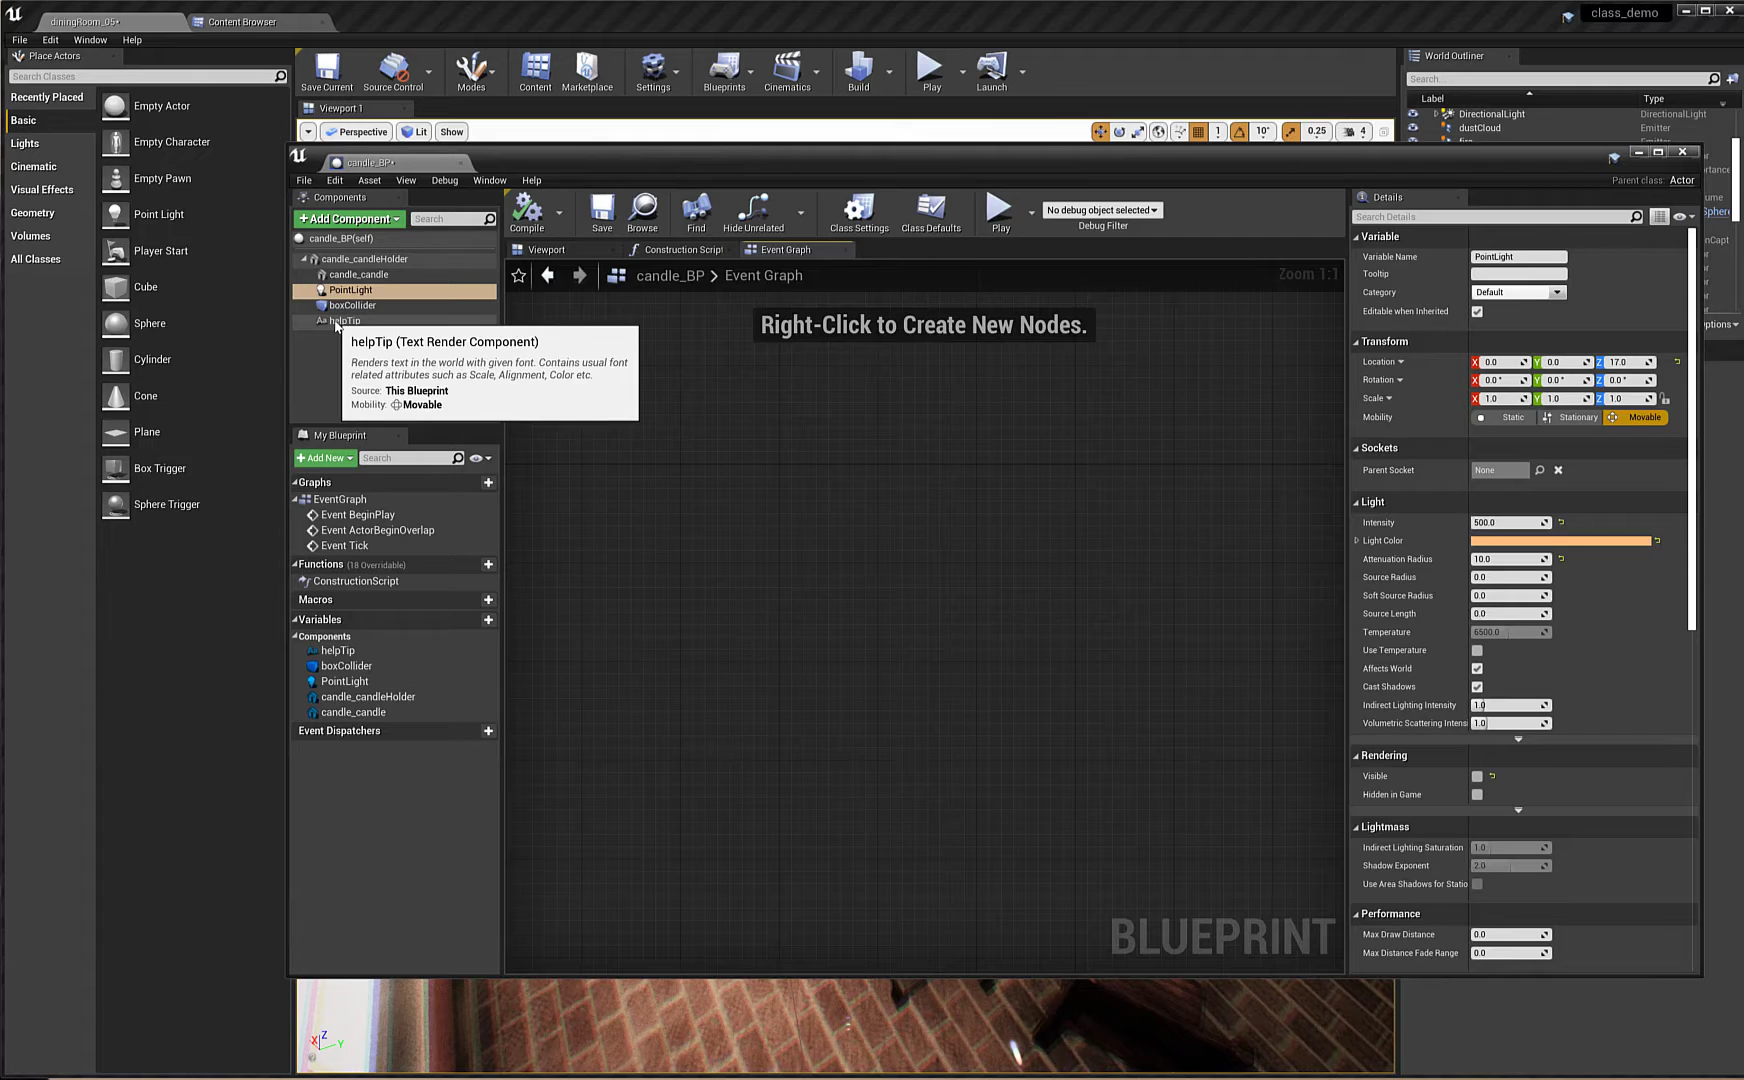 diningRoom_05•
Content Browser
class_demo
File Edit Window Help
Place Actors
Search Classes
Recently Placed
Basic
Lights
Cinematic
Visual Effects
Geometry
Volumes
All Classes
Empty Actor
Empty Character
Empty Pawn
Point Light
Player Start
Cube
Sphere
Cylinder
Cone
Plane
Box Trigger
Sphere Trigger
Save Current Source Control Modes Content Marketplace Settings Blueprints Cinematics Build Play Launch
Viewport 1
Perspective Lit Show
1 10° 0.25 4
World Outliner
Search...
Label Type
DirectionalLight DirectionalLight
dustCloud Emitter
candle_BP•
File Edit Asset View Debug Window Help
Parent class: Actor
Components
+Add Component Search
candle_BP(self)
candle_candleHolder
candle_candle
PointLight
boxCollider
helpTip
helpTip (Text Render Component)
Renders text in the world with given font. Contains usual font
related attributes such as Scale, Alignment, Color etc.
Source: This Blueprint
Mobility: Movable
My Blueprint
+Add New Search
Graphs
EventGraph
Event BeginPlay
Event ActorBeginOverlap
Event Tick
Functions (18 Overridable)
ConstructionScript
Macros
Variables
Components
helpTip
boxCollider
PointLight
candle_candleHolder
candle_candle
Event Dispatchers
Compile Save Browse Find Hide Unrelated Class Settings Class Defaults Play
No debug object selected
Debug Filter
Viewport Construction Scrip Event Graph
candle_BP > Event Graph
Zoom 1:1
Right-Click to Create New Nodes.
BLUEPRINT
Details
Search Details
Variable
Variable Name PointLight
Tooltip
Category Default
Editable when Inherited
Transform
Location X 0.0 Y 0.0 Z 17.0
Rotation X 0.0° Y 0.0° Z 0.0°
Scale X 1.0 Y 1.0 Z 1.0
Mobility Static Stationary Movable
Sockets
Parent Socket None
Light
Intensity 500.0
Light Color
Attenuation Radius 10.0
Source Radius 0.0
Soft Source Radius 0.0
Source Length 0.0
Temperature 6500.0
Use Temperature
Affects World
Cast Shadows
Indirect Lighting Intensity 1.0
Volumetric Scattering Intens 1.0
Rendering
Visible
Hidden in Game
Lightmass
Indirect Lighting Saturation 1.0
Shadow Exponent 2.0
Use Area Shadows for Statio
Performance
Max Draw Distance 0.0
Max Distance Fade Range 0.0
X Z Y